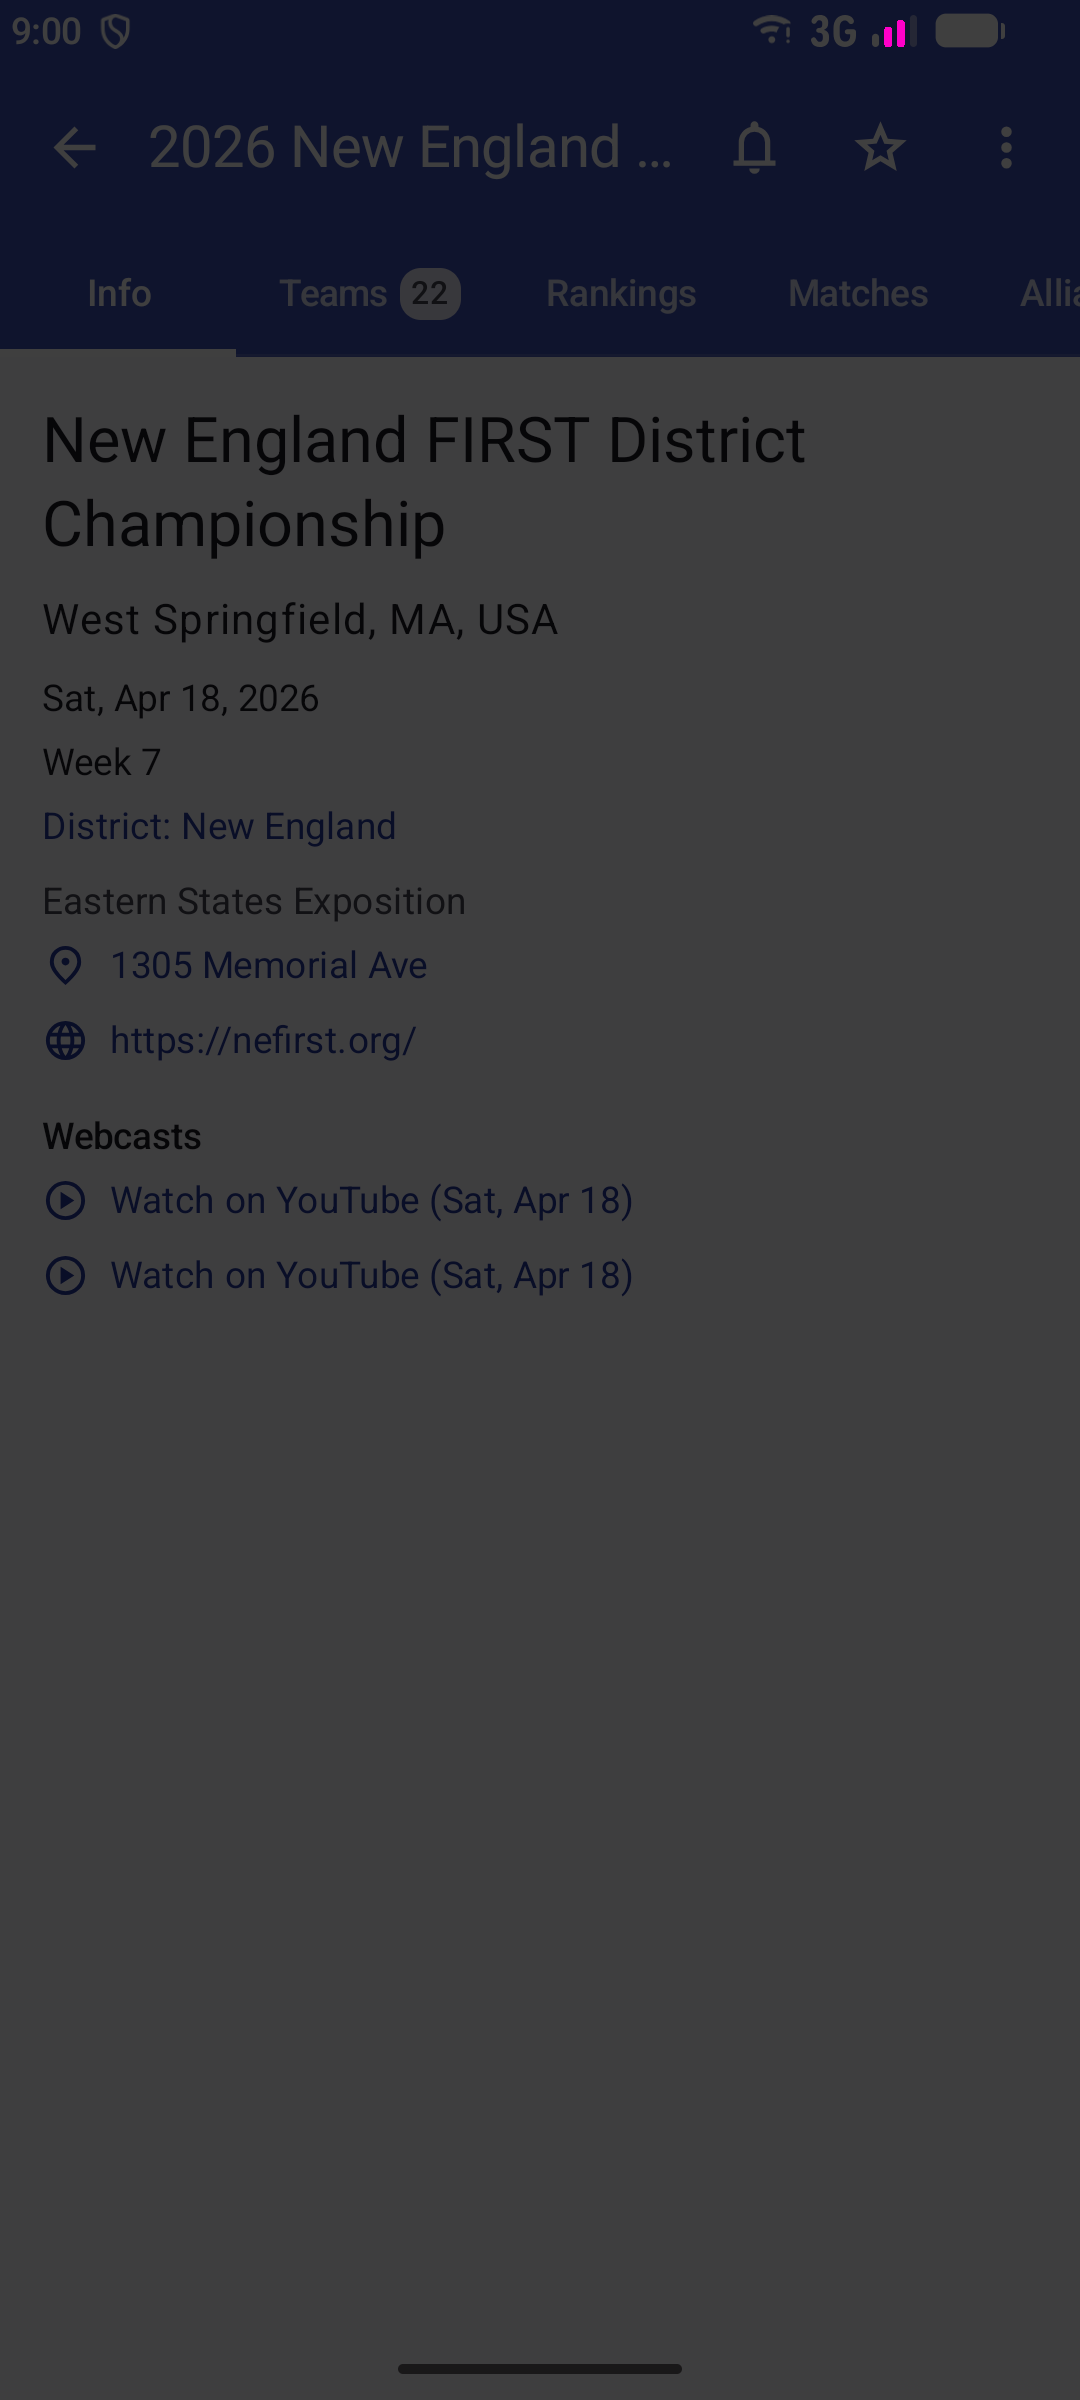 9:00
3G
2026 New England ...
Info
Teams 22
Rankings
Matches
Allia
New England FIRST District
Championship
West Springfield, MA, USA
Sat, Apr 18, 2026
Week 7
District: New England
Eastern States Exposition
1305 Memorial Ave
https://nefirst.org/
Webcasts
Watch on YouTube (Sat, Apr 18)
Watch on YouTube (Sat, Apr 18)